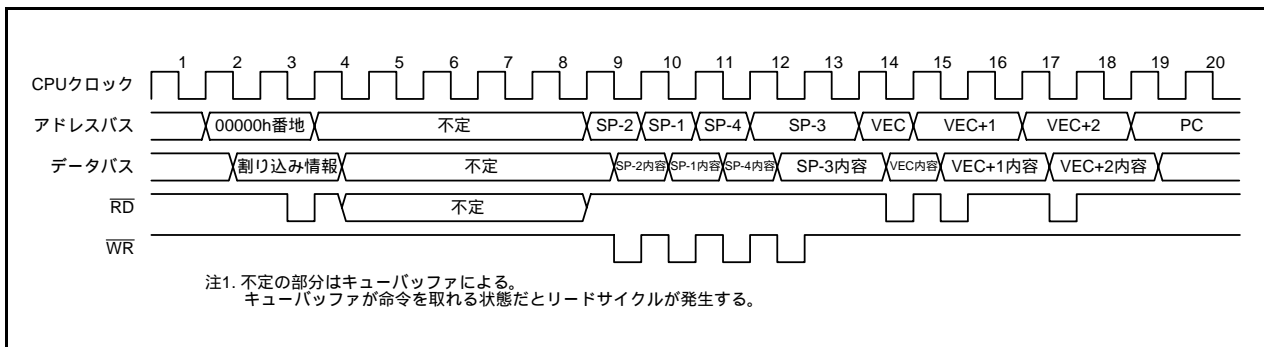 1 2 3 4 5 6 7 8 9 10 11 12 13 14 15 16 17 18 19 20
CPUクロック
アドレスバス 00000h番地 不定 SP-2 SP-1 SP-4 SP-3 VEC VEC+1 VEC+2 PC
データバス 割り込み情報 不定 SP-2内容 SP-1内容 SP-4内容 SP-3内容 VEC内容 VEC+1内容 VEC+2内容
RD 不定
WR
注1. 不定の部分はキューバッファによる。
キューバッファが命令を取れる状態だとリードサイクルが発生する。